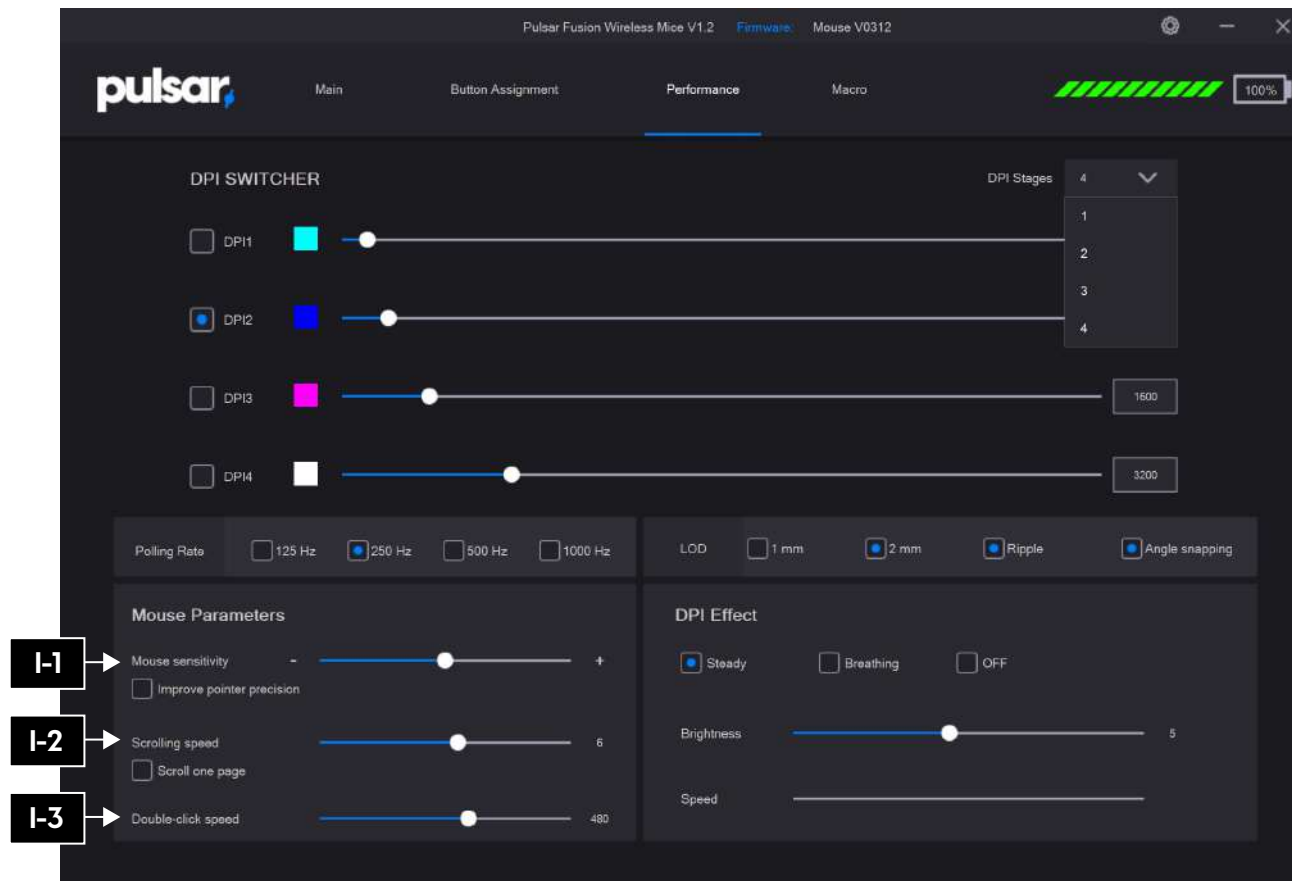 Pulsar Fusion Wireless Mice V1.2 Firmware: Mouse V0312
pulsar
Main Button Assignment Performance Macro 100%
DPI SWITCHER DPI Stages 4
1
2
3
4
DPI1
DPI2
DPI3 1600
DPI4 3200
Polling Rate 125 Hz 250 Hz 500 Hz 1000 Hz
LOD 1 mm 2 mm Ripple Angle snapping
Mouse Parameters
I-1 Mouse sensitivity - +
Improve pointer precision
I-2 Scrolling speed 6
Scroll one page
I-3 Double-click speed 480
DPI Effect
Steady Breathing OFF
Brightness 5
Speed